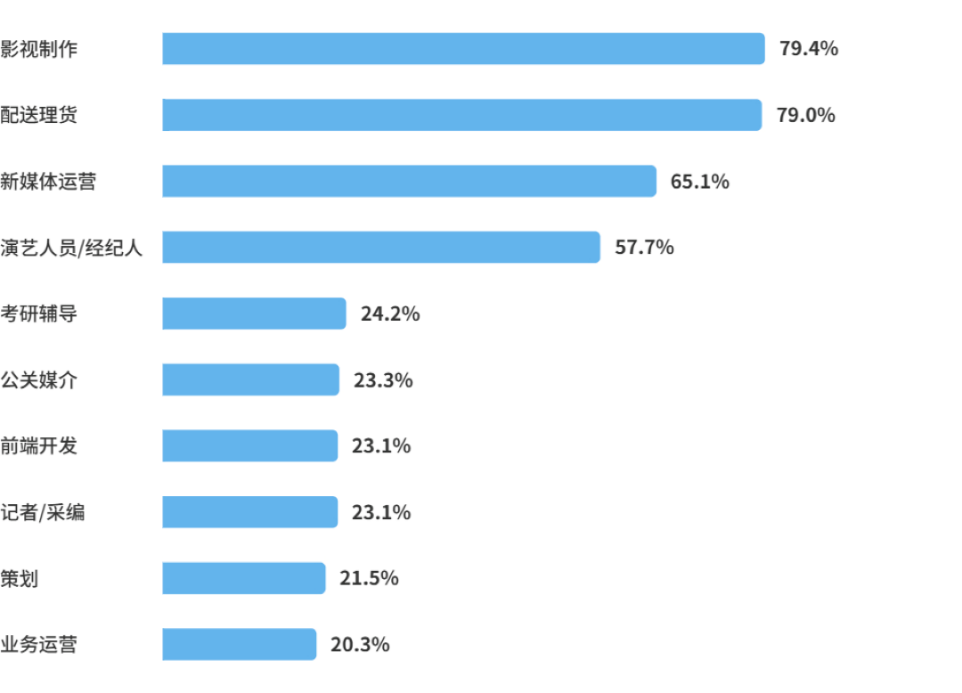 影视制作 79.4%
配送理货 79.0%
新媒体运营 65.1%
演艺人员/经纪人 57.7%
考研辅导 24.2%
公关媒介 23.3%
前端开发 23.1%
记者/采编 23.1%
策划 21.5%
业务运营 20.3%